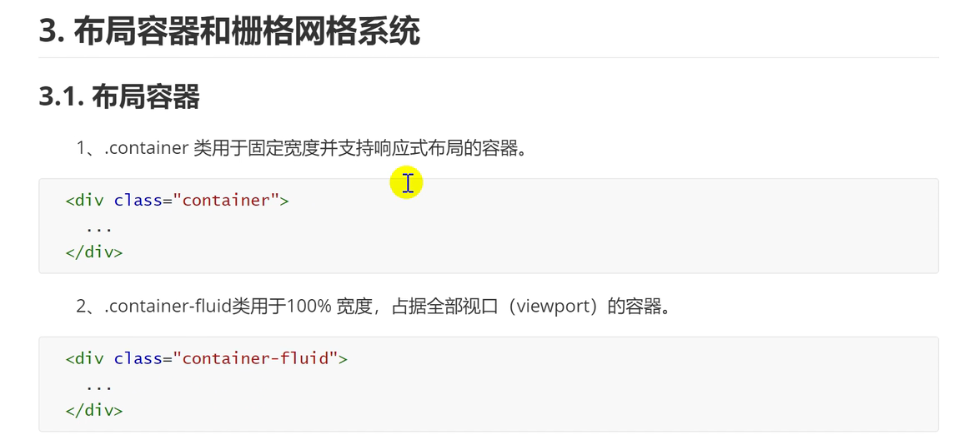 3. 布局容器和栅格网格系统
3.1. 布局容器
1、.container 类用于固定宽度并支持响应式布局的容器。
<div class="container">
...
</div>
2、.container-fluid类用于100% 宽度，占据全部视口（viewport）的容器。
<div class="container-fluid">
...
</div>